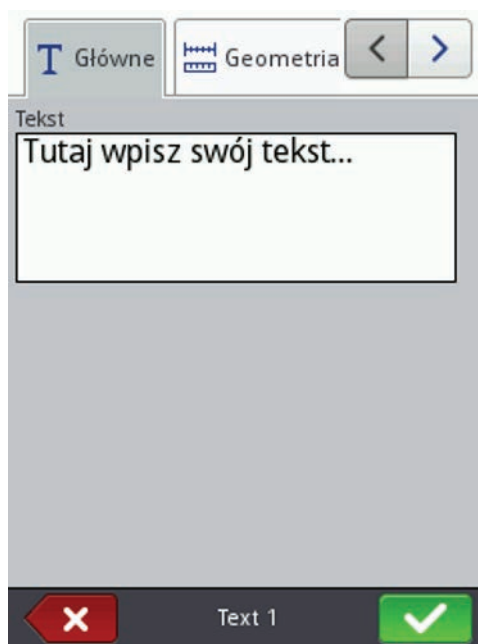 Główne
Geometria
Tekst
Tutaj wpisz swój tekst...
Text 1